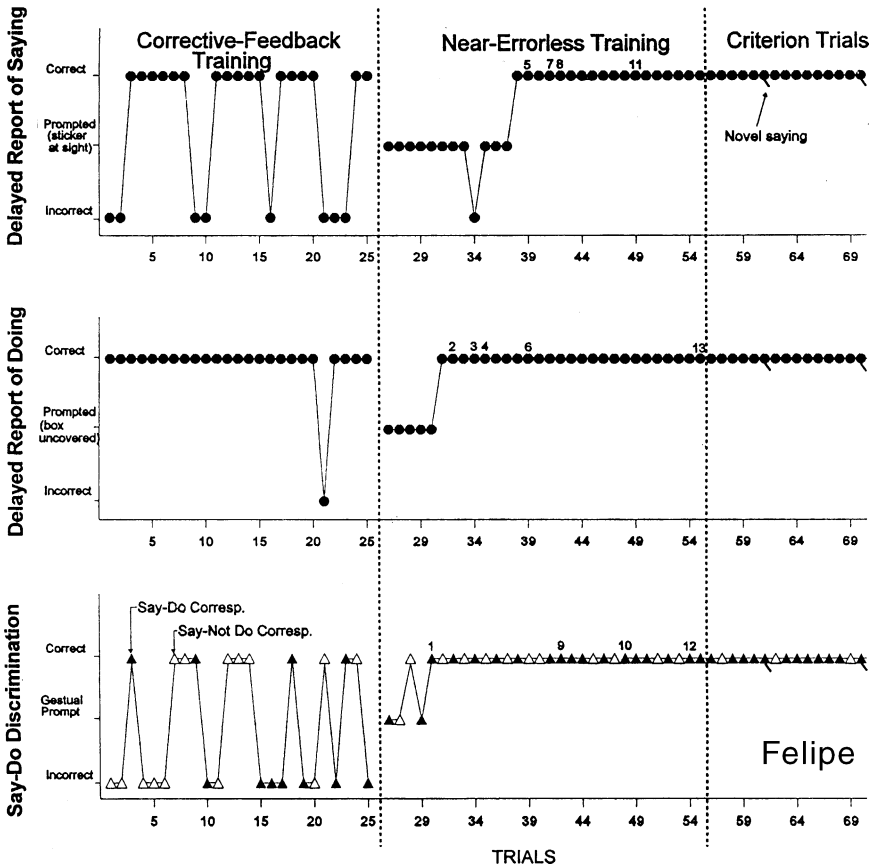 Corrective-Feedback
Training
Near-Errorless Training
Criterion Trials
Delayed Report of Saying
Correct
Prompted
(sticker
at sight)
Incorrect
5 7 8 11
Novel saying
5 10 15 20 25 29 34 39 44 49 54 59 64 69
Delayed Report of Doing
Correct
Prompted
(box
uncovered)
Incorrect
2 3 4 6 13
5 10 15 20 25 29 34 39 44 49 54 59 64 69
Say-Do Discrimination
Say-Do Corresp.
Say-Not Do Corresp.
Correct
Gestual
Prompt
Incorrect
1 9 10 12
Felipe
5 10 15 20 25 29 34 39 44 49 54 59 64 69
TRIALS